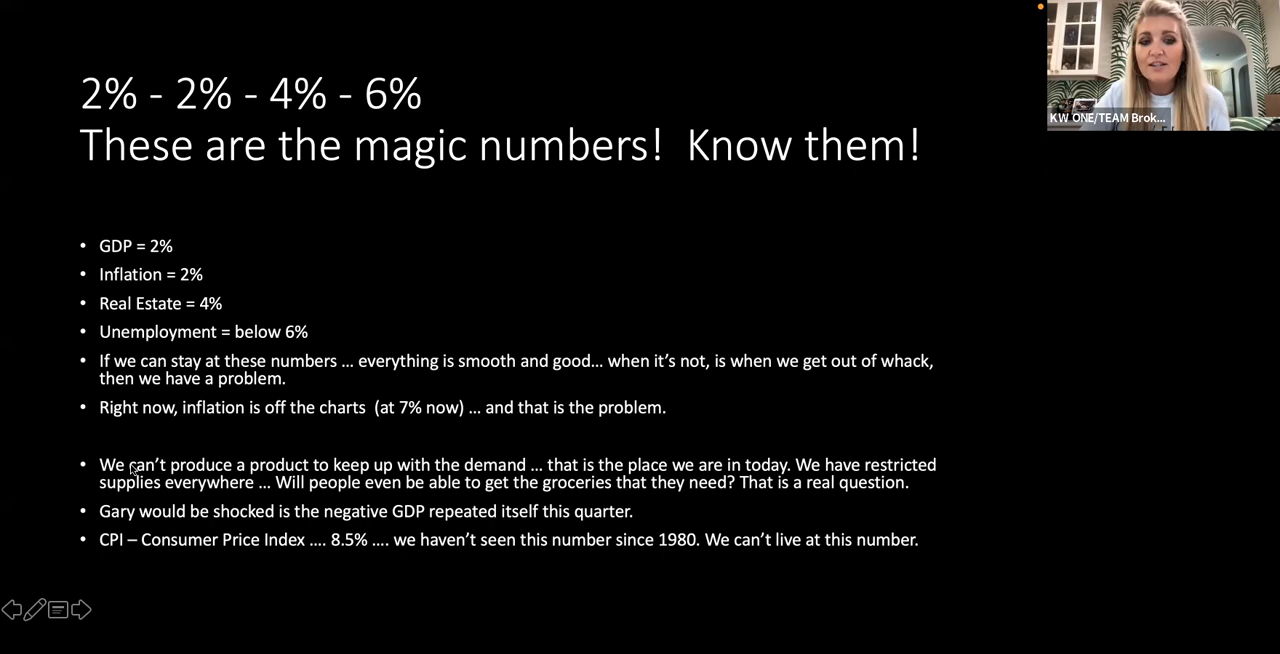 2% - 2% - 4% - 6%
These are the magic numbers!  Know them!
• GDP = 2%
• Inflation = 2%
• Real Estate = 4%
• Unemployment = below 6%
• If we can stay at these numbers … everything is smooth and good… when it’s not, is when we get out of whack,
then we have a problem.
• Right now, inflation is off the charts  (at 7% now) … and that is the problem.
• We can’t produce a product to keep up with the demand … that is the place we are in today. We have restricted
supplies everywhere … Will people even be able to get the groceries that they need? That is a real question.
• Gary would be shocked is the negative GDP repeated itself this quarter.
• CPI – Consumer Price Index …. 8.5% …. we haven’t seen this number since 1980. We can’t live at this number.
KW ONE/TEAM Brok...